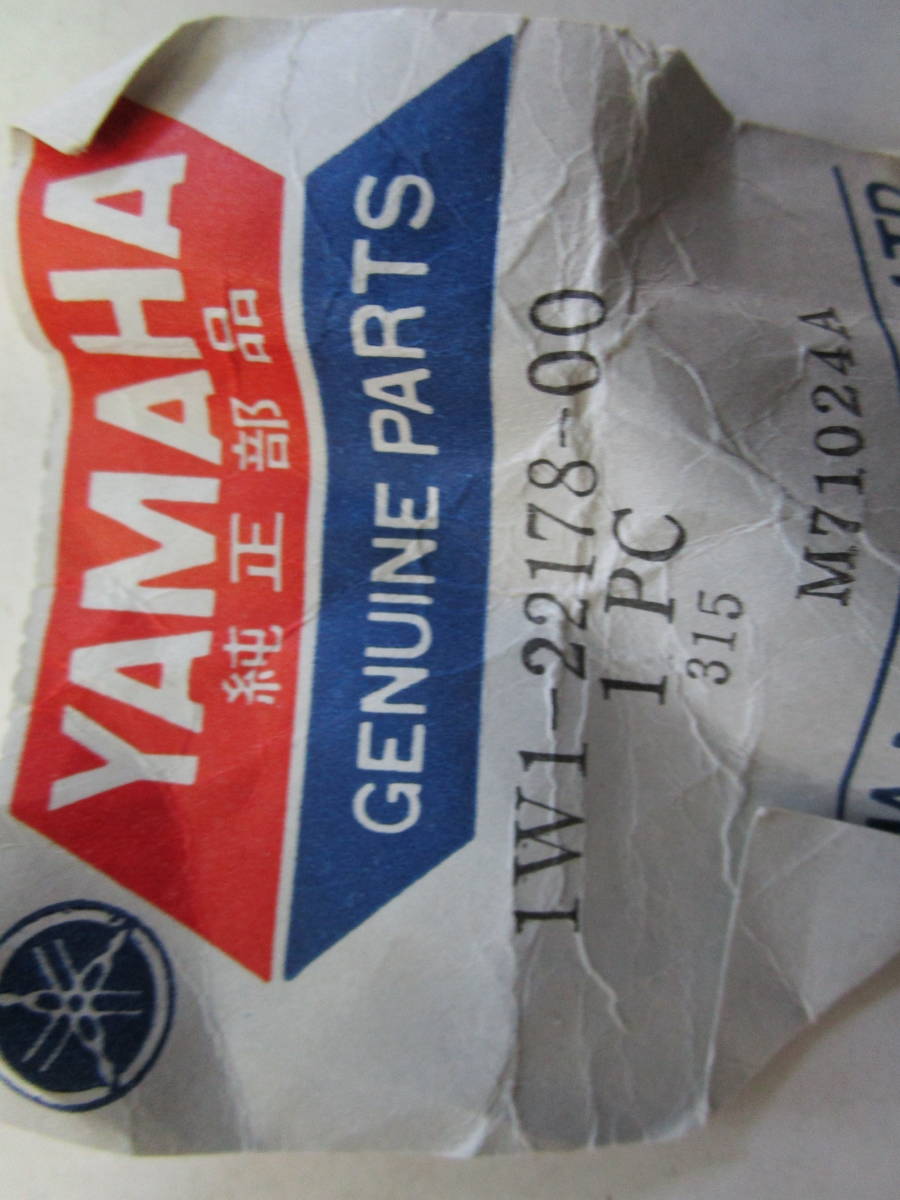 YAMAHA
純正部品
GENUINE PARTS
1W1-22178-00
1 PC
315
M71024A